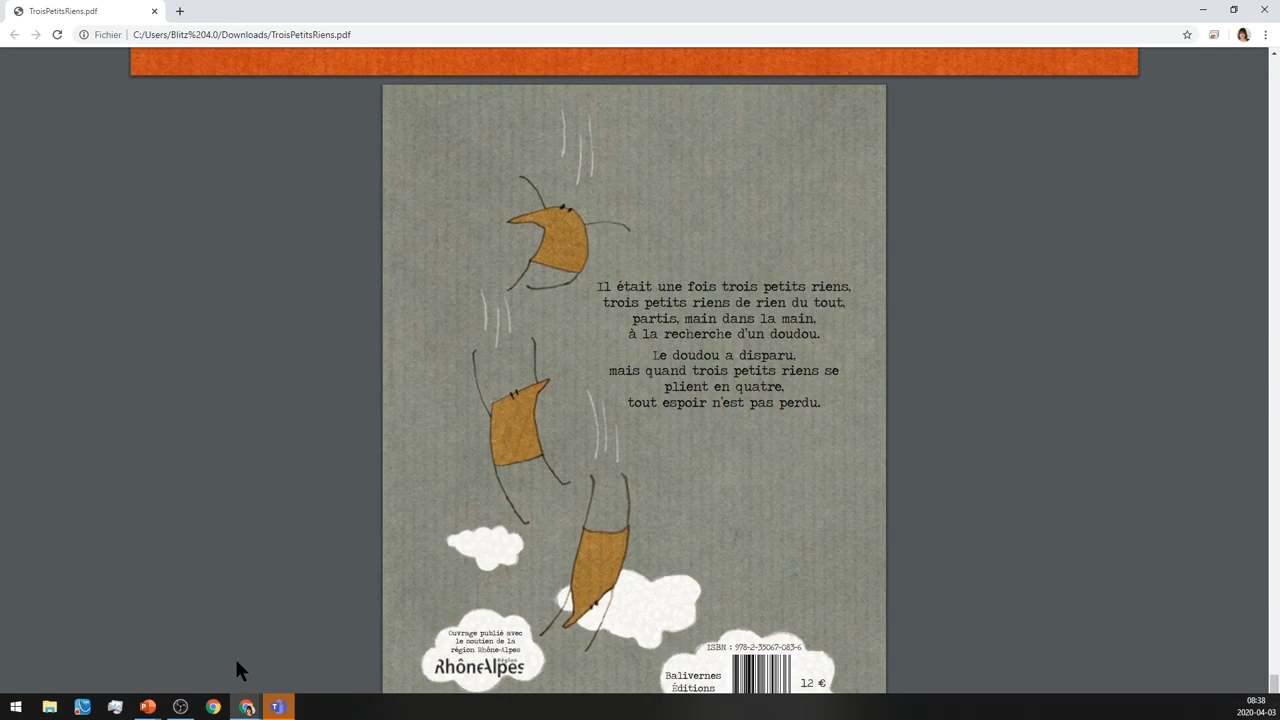 TroisPetitsRiens.pdf
Fichier
C:/Users/Blitz%204.0/Downloads/TroisPetitsRiens.pdf
Il était une fois trois petits riens,
trois petits riens de rien du tout,
partis, main dans la main,
à la recherche d'un doudou.
Le doudou a disparu,
mais quand trois petits riens se
plient en quatre,
tout espoir n'est pas perdu.
Ouvrage publié avec
le soutien de la
région Rhône-Alpes
Région
RhôneAlpes
ISBN : 978-2-35067-083-6
Balivernes
Éditions
12 €
08:38
2020-04-03